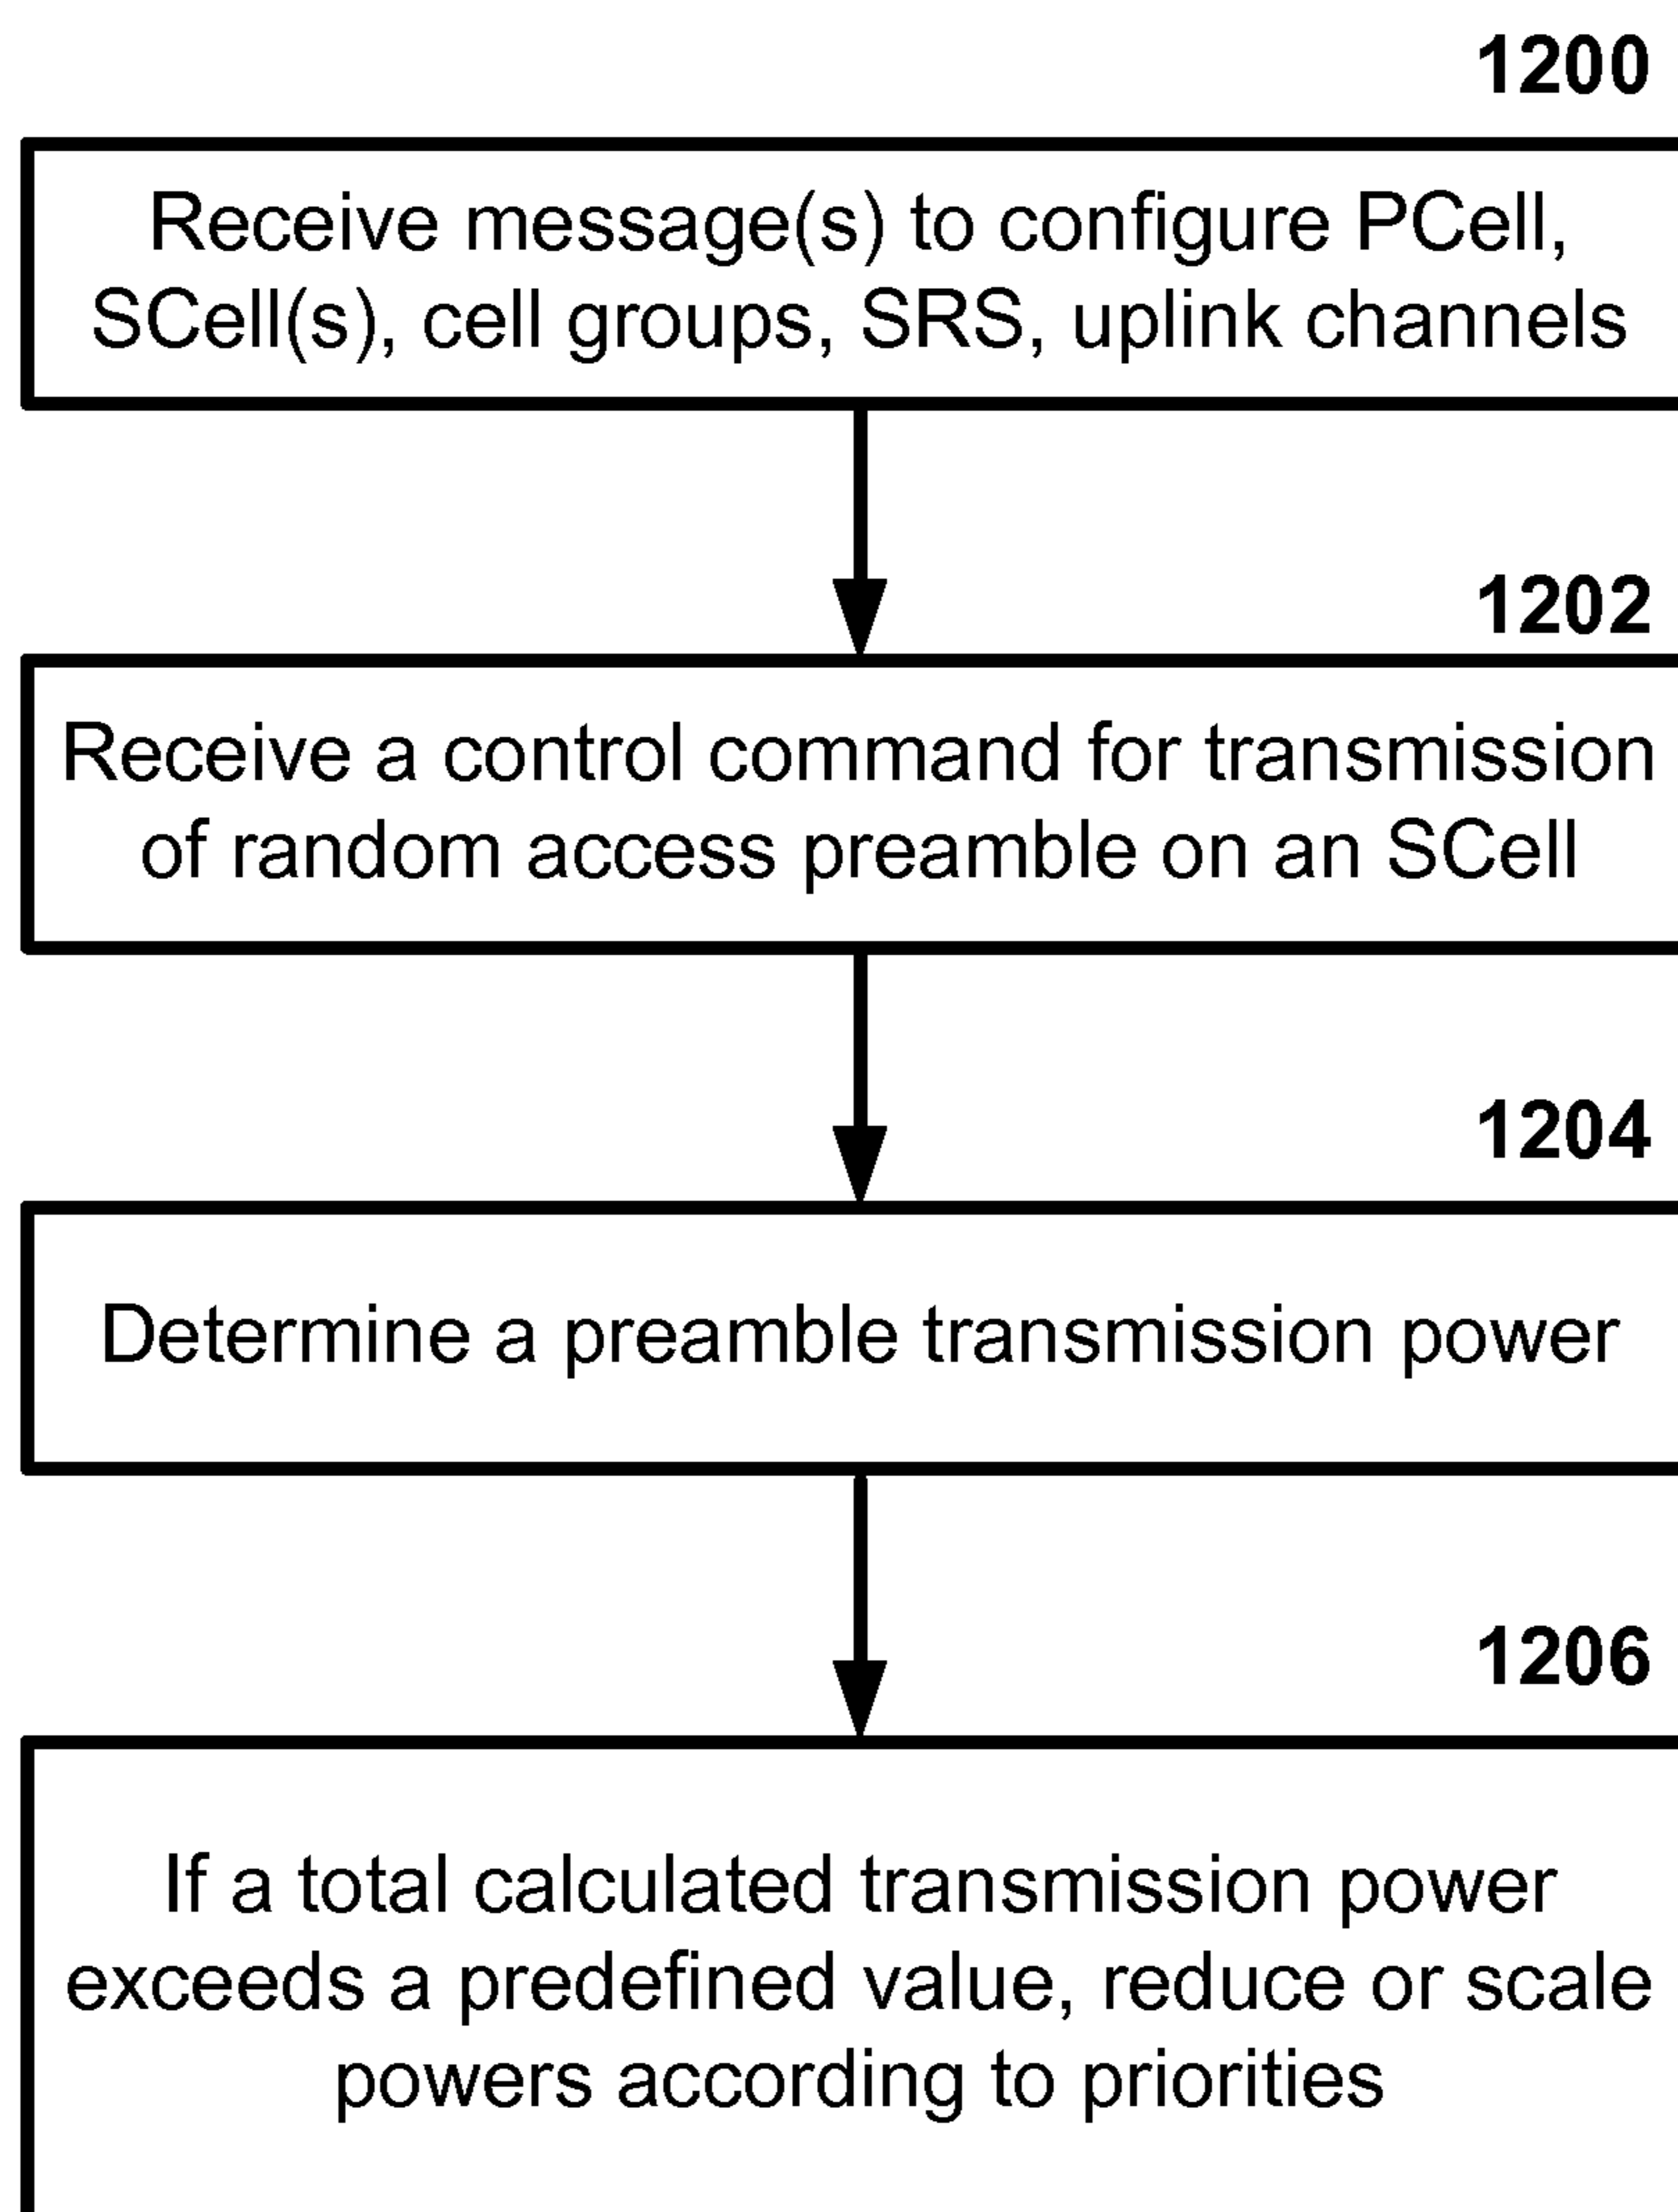 1200
Receive message(s) to configure PCell,
SCell(s), cell groups, SRS, uplink channels
1202
Receive a control command for transmission
of random access preamble on an SCell
1204
Determine a preamble transmission power
1206
If a total calculated transmission power
exceeds a predefined value, reduce or scale
powers according to priorities